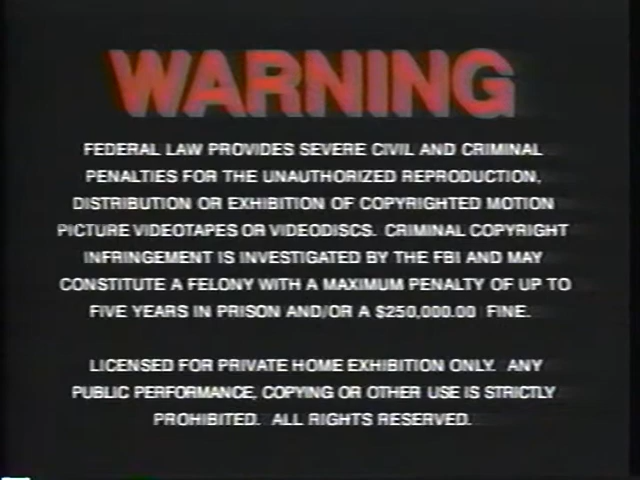 WARNING
FEDERAL LAW PROVIDES SEVERE CIVIL AND CRIMINAL
PENALTIES FOR THE UNAUTHORIZED REPRODUCTION,
DISTRIBUTION OR EXHIBITION OF COPYRIGHTED MOTION
PICTURE VIDEOTAPES OR VIDEODISCS. CRIMINAL COPYRIGHT
INFRINGEMENT IS INVESTIGATED BY THE FBI AND MAY
CONSTITUTE A FELONY WITH A MAXIMUM PENALTY OF UP TO
FIVE YEARS IN PRISON AND/OR A $250,000.00 FINE.
LICENSED FOR PRIVATE HOME EXHIBITION ONLY. ANY
PUBLIC PERFORMANCE, COPYING OR OTHER USE IS STRICTLY
PROHIBITED. ALL RIGHTS RESERVED.